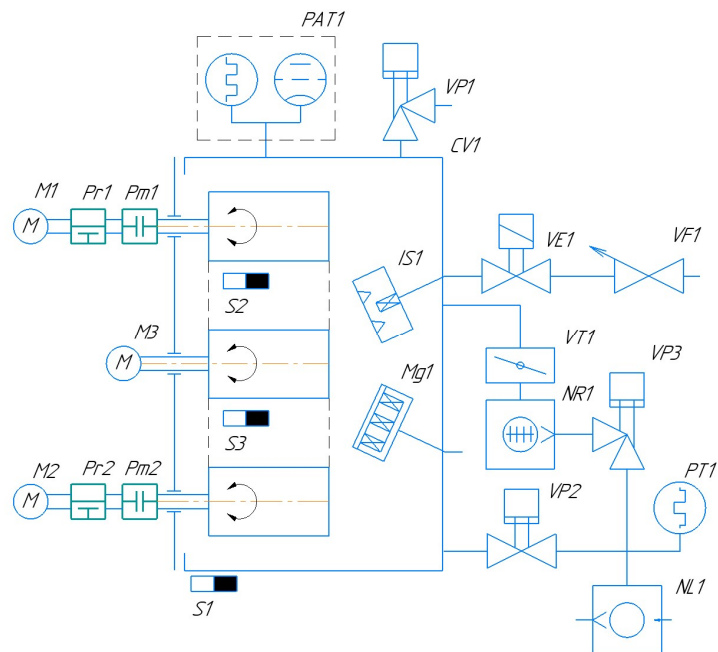 PAT1
VP1
CV1
M1
Pr1
Pm1
M
IS1
VE1
VF1
S2
M3
M
VT1
VP3
Mg1
NR1
S3
M2
Pr2
Pm2
M
VP2
PT1
S1
NL1